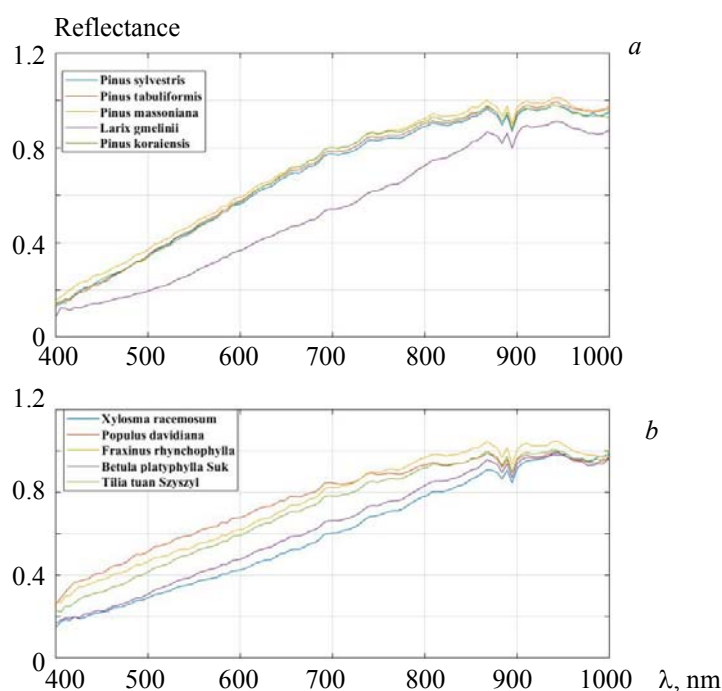 Reflectance
1.2
a
Pinus sylvestris
Pinus tabuliformis
Pinus massoniana
Larix gmelinii
Pinus koraiensis
0.8
0.4
0
400 500 600 700 800 900 1000
1.2
b
Xylosma racemosum
Populus davidiana
Fraxinus rhynchophylla
Betula platyphylla Suk
Tilia tuan Szyszyl
0.8
0.4
0
400 500 600 700 800 900 1000 λ, nm